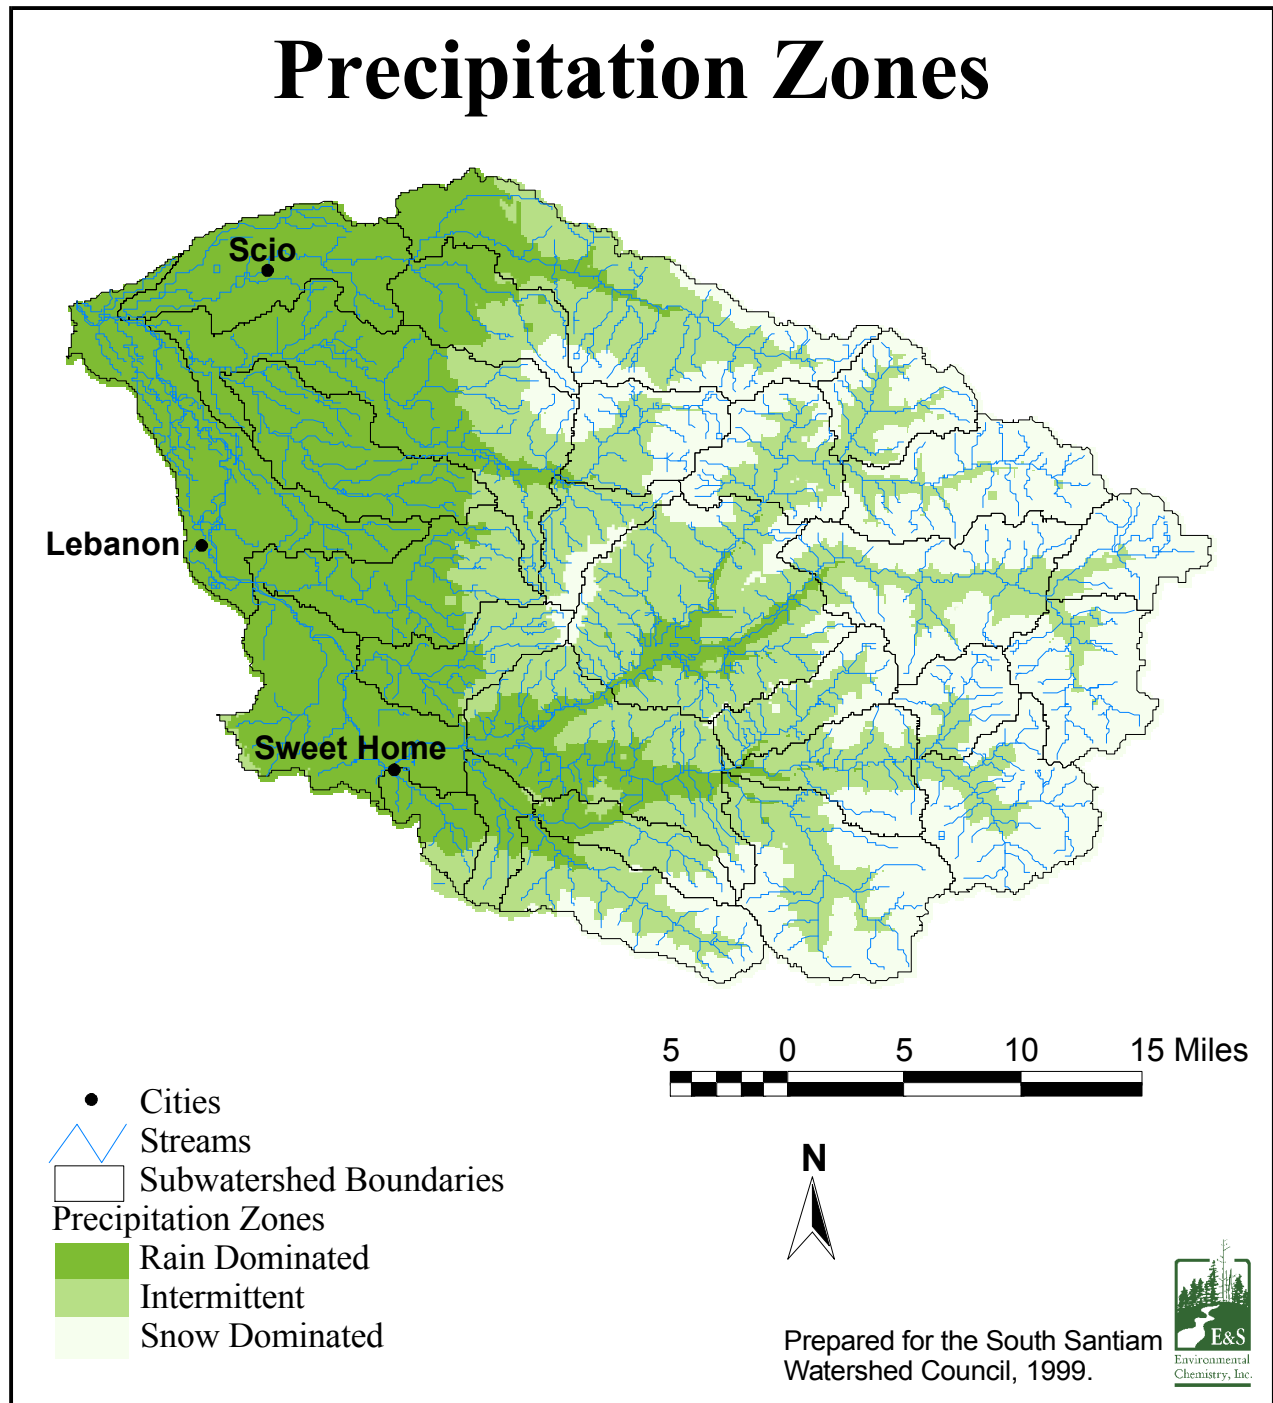 Precipitation Zones
Scio
Lebanon
Sweet Home
5 0 5 10 15 Miles
Cities
Streams
Subwatershed Boundaries
Precipitation Zones
Rain Dominated
Intermittent
Snow Dominated
N
Prepared for the South Santiam
Watershed Council, 1999.
E&S
Environmental
Chemistry, Inc.